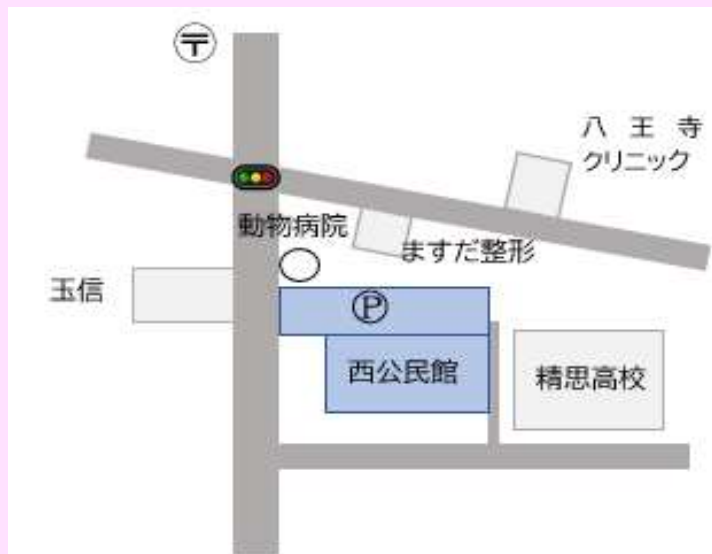 〒
八 王 寺
クリニック
動物病院
ますだ整形
玉信
Ⓟ
西公民館
精思高校